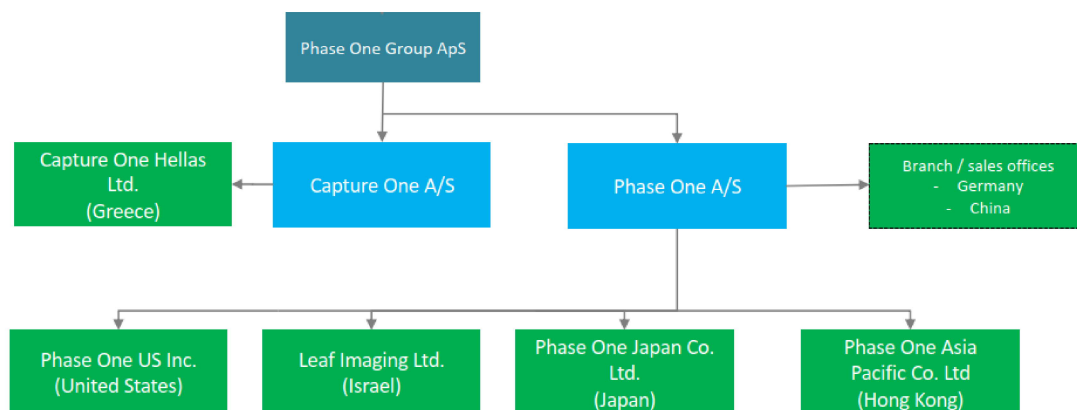 Phase One Group ApS
Capture One Hellas
Ltd.
(Greece)
Capture One A/S
Phase One A/S
Branch / sales offices
- Germany
- China
Phase One US Inc.
(United States)
Leaf Imaging Ltd.
(Israel)
Phase One Japan Co.
Ltd.
(Japan)
Phase One Asia
Pacific Co. Ltd
(Hong Kong)